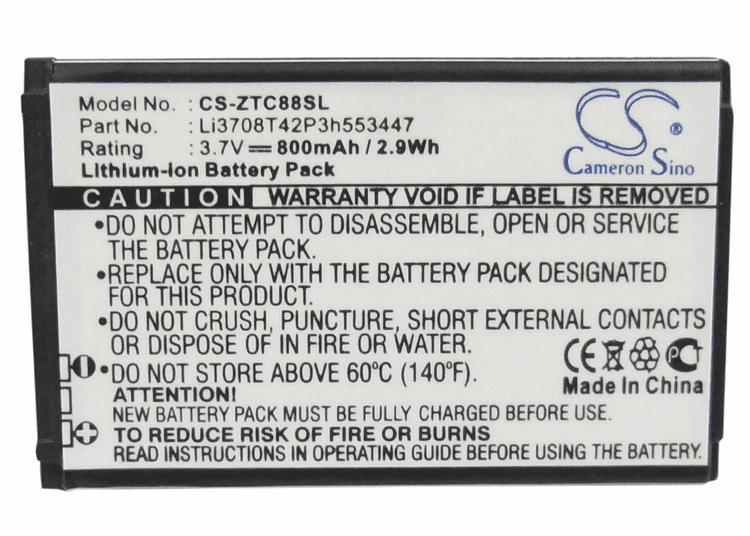 Model No. : CS-ZTC88SL
Part No. : Li3708T42P3h553447
Rating : 3.7V 800mAh / 2.9Wh
Lithium-Ion Battery Pack
CS
Cameron Sino
CAUTION WARRANTY VOID IF LABEL IS REMOVED
•DO NOT ATTEMPT TO DISASSEMBLE, OPEN OR SERVICE
THE BATTERY PACK.
•REPLACE ONLY WITH THE BATTERY PACK DESIGNATED
FOR THIS PRODUCT.
•DO NOT CRUSH, PUNCTURE, SHORT EXTERNAL CONTACTS
OR DISPOSE OF IN FIRE OR WATER.
•DO NOT STORE ABOVE 60°C (140°F).
CE
Made In China
ATTENTION!
NEW BATTERY PACK MUST BE FULLY CHARGED BEFORE USE.
TO REDUCE RISK OF FIRE OR BURNS
READ INSTRUCTIONS IN OPERATING GUIDE BEFORE USING THE BATTERY.